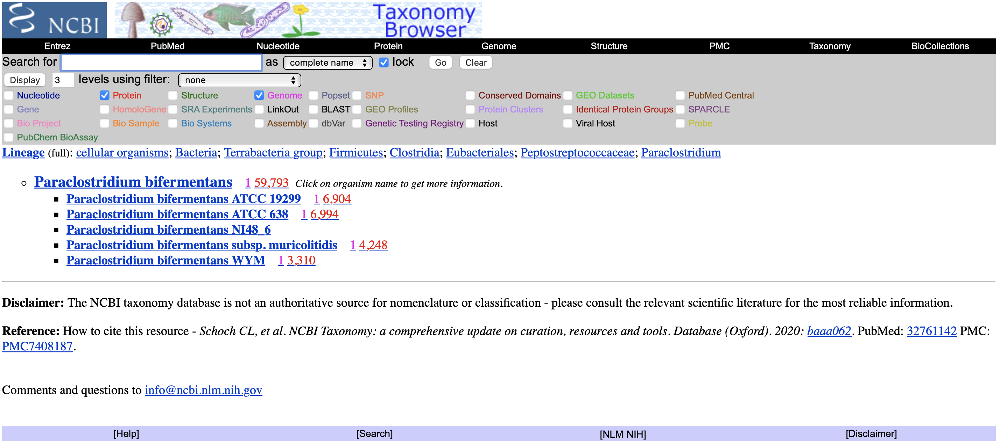 NCBI Taxonomy
Browser
Entrez PubMed Nucleotide Protein Genome Structure PMC Taxonomy BioCollections
Search for as complete name lock Go Clear
Display 3 levels using filter: none
Nucleotide Protein Structure Genome Popset SNP Conserved Domains GEO Datasets PubMed Central
Gene HomoloGene SRA Experiments LinkOut BLAST GEO Profiles Protein Clusters Identical Protein Groups SPARCLE
Bio Project Bio Sample Bio Systems Assembly dbVar Genetic Testing Registry Host Viral Host Probe
PubChem BioAssay
Lineage (full): cellular organisms; Bacteria; Terrabacteria group; Firmicutes; Clostridia; Eubacteriales; Peptostreptococcaceae; Paraclostridium
Paraclostridium bifermentans 1 59,793 Click on organism name to get more information.
Paraclostridium bifermentans ATCC 19299 1 6,904
Paraclostridium bifermentans ATCC 638 1 6,994
Paraclostridium bifermentans NI48_6
Paraclostridium bifermentans subsp. muricolitidis 1 4,248
Paraclostridium bifermentans WYM 1 3,310
Disclaimer: The NCBI taxonomy database is not an authoritative source for nomenclature or classification - please consult the relevant scientific literature for the most reliable information.
Reference: How to cite this resource - Schoch CL, et al. NCBI Taxonomy: a comprehensive update on curation, resources and tools. Database (Oxford). 2020: baaa062. PubMed: 32761142 PMC:
PMC7408187.
Comments and questions to info@ncbi.nlm.nih.gov
[Help] [Search] [NLM NIH] [Disclaimer]